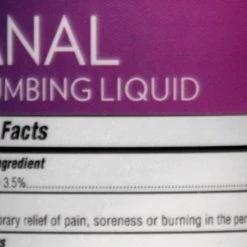 ANAL
UMBING LIQUID
Facts
ngredient
3.5%
orary relief of pain, soreness or burning in the per
s